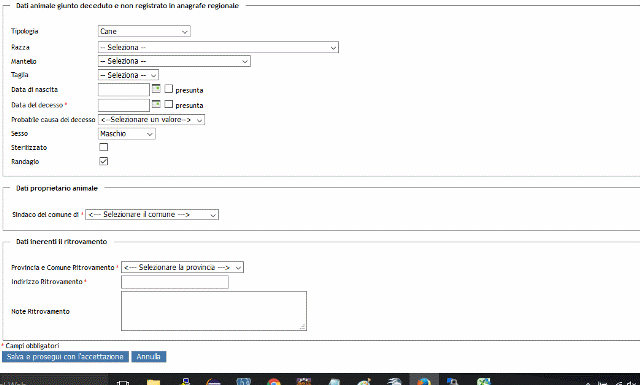 Dati animale giunto deceduto e non registrato in anagrafe regionale
Tipologia Cane
Razza -- Seleziona --
Mantello -- Seleziona --
Taglia -- Seleziona --
Data di nascita presunta
Data del decesso * presunta
Probabile causa del decesso <--Selezionare un valore-->
Sesso Maschio
Sterilizzato
Randagio
Dati proprietario animale
Sindaco del comune di * <--- Selezionare il comune --->
Dati inerenti il ritrovamento
Provincia e Comune Ritrovamento * <--- Selezionare la provincia --->
Indirizzo Ritrovamento *
Note Ritrovamento
* Campi obbligatori
Salva e prosegui con l'accettazione Annulla